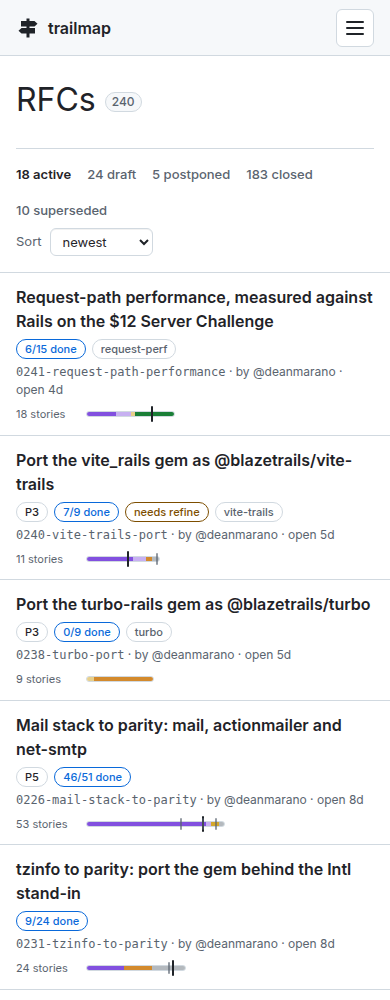 trailmap
RFCs 240
18 active 24 draft 5 postponed 183 closed
10 superseded
Sort newest
Request-path performance, measured against
Rails on the $12 Server Challenge
6/15 done request-perf
0241-request-path-performance · by @deanmarano ·
open 4d
18 stories
Port the vite_rails gem as @blazetrails/vite-
trails
P3 7/9 done needs refine vite-trails
0240-vite-trails-port · by @deanmarano · open 5d
11 stories
Port the turbo-rails gem as @blazetrails/turbo
P3 0/9 done turbo
0238-turbo-port · by @deanmarano · open 5d
9 stories
Mail stack to parity: mail, actionmailer and
net-smtp
P5 46/51 done
0226-mail-stack-to-parity · by @deanmarano · open 8d
53 stories
tzinfo to parity: port the gem behind the Intl
stand-in
9/24 done
0231-tzinfo-to-parity · by @deanmarano · open 8d
24 stories